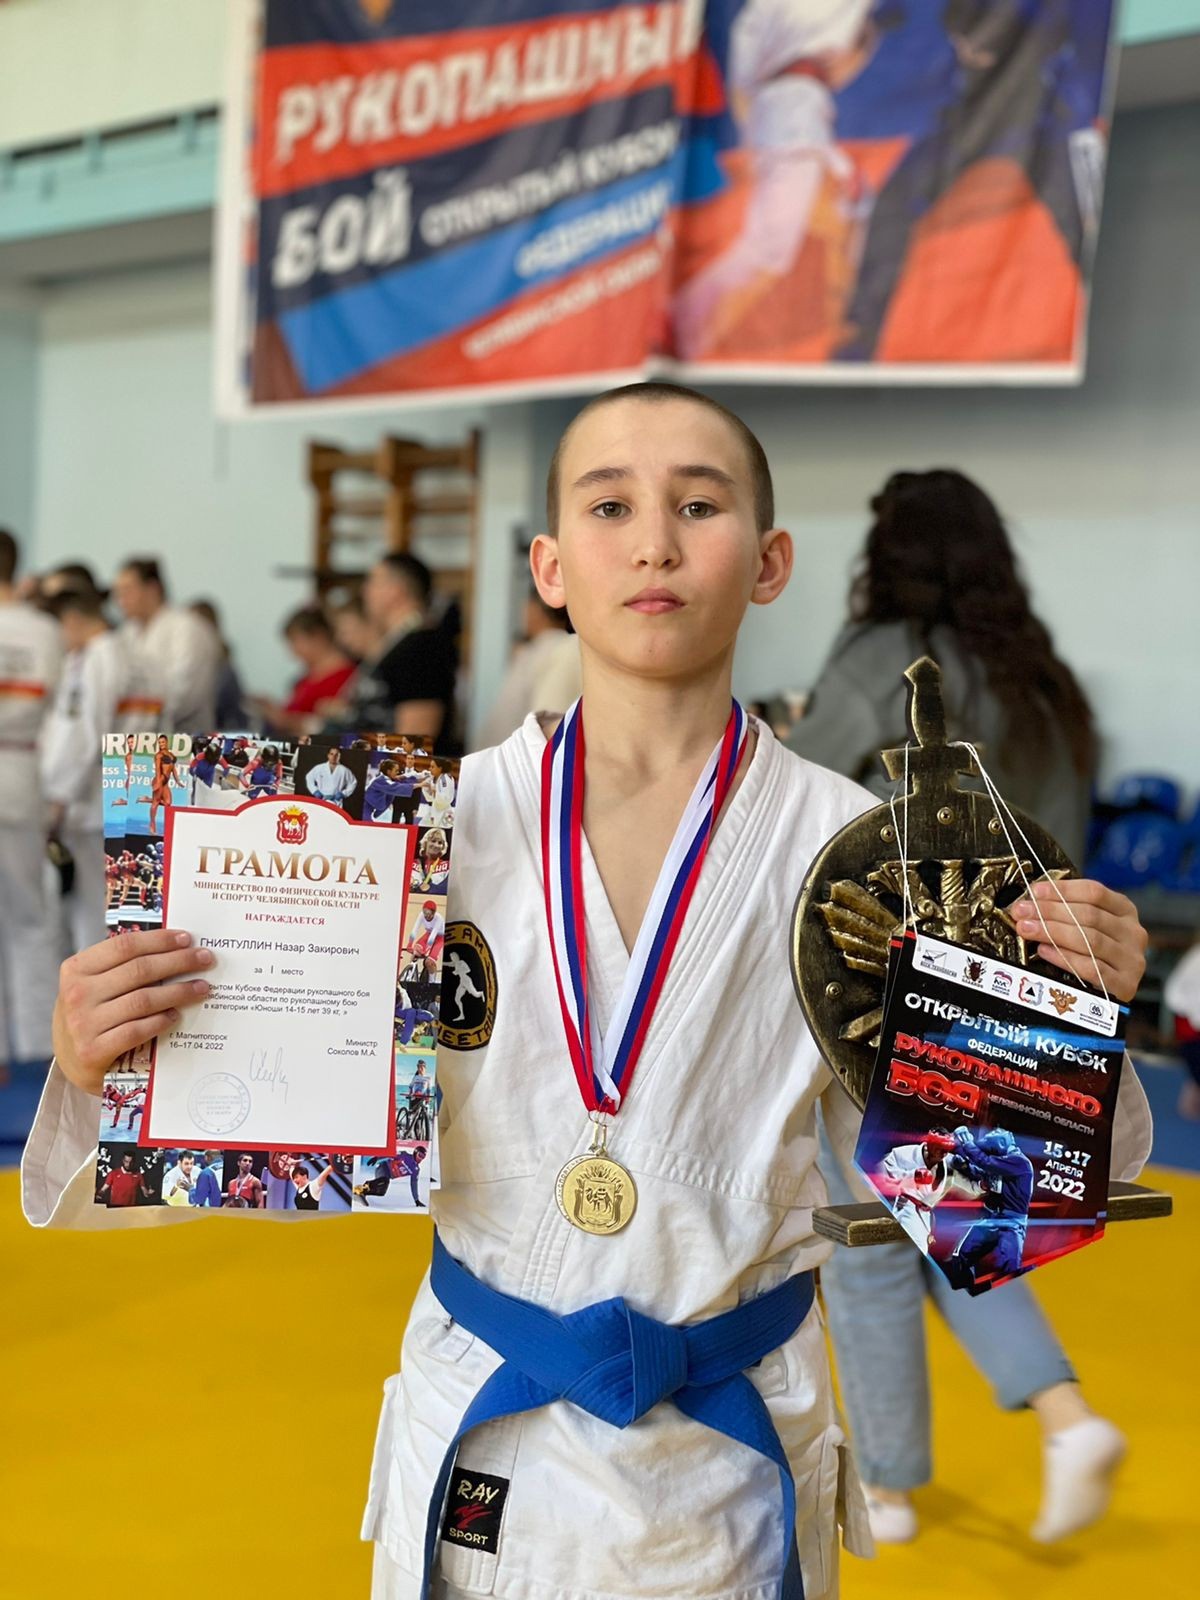 РУКОПАШНЫЙ
БОЙ ОТКРЫТЫЙ КУБОК
ФЕДЕРАЦИИ
ЧЕЛЯБИНСКОЙ
ГРАМОТА
МИНИСТЕРСТВО ПО ФИЗИЧЕСКОЙ КУЛЬТУРЕ
И СПОРТУ ЧЕЛЯБИНСКОЙ ОБЛАСТИ
НАГРАЖДАЕТСЯ
ГНИЯТУЛЛИН Назар Закирович
за I место
Кубоке Федерации рукопашного боя
области по рукопашному бою
в категории «Юноши 14-15 лет 39 кг, »
г. Магнитогорск
16–17.04.2022
Министр
Соколов М.А.
TEAM
ОТКРЫТЫЙ КУБОК
ФЕДЕРАЦИИ
РУКОПАШНОГО
БОЯ ЧЕЛЯБИНСКОЙ ОБЛАСТИ
15•17
АПРЕЛЯ
2022
RAY
SPORT